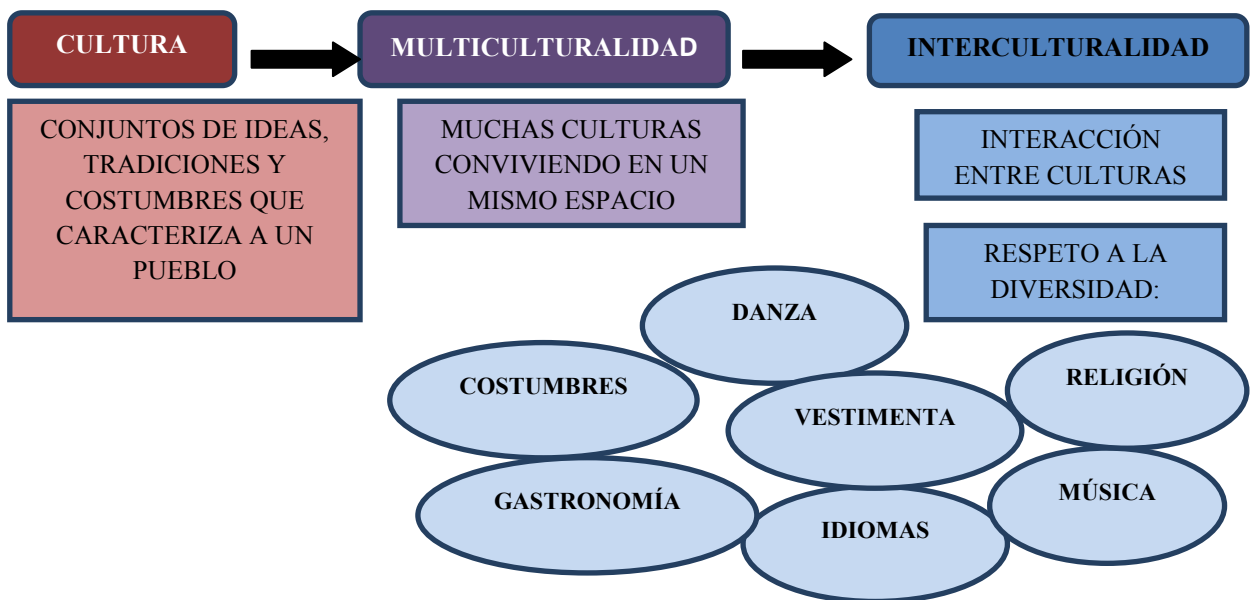 CULTURA
MULTICULTURALIDAD
INTERCULTURALIDAD
CONJUNTOS DE IDEAS,
TRADICIONES Y
COSTUMBRES QUE
CARACTERIZA A UN
PUEBLO
MUCHAS CULTURAS
CONVIVIENDO EN UN
MISMO ESPACIO
INTERACCIÓN
ENTRE CULTURAS
RESPETO A LA
DIVERSIDAD:
DANZA
COSTUMBRES
VESTIMENTA
RELIGIÓN
GASTRONOMÍA
IDIOMAS
MÚSICA